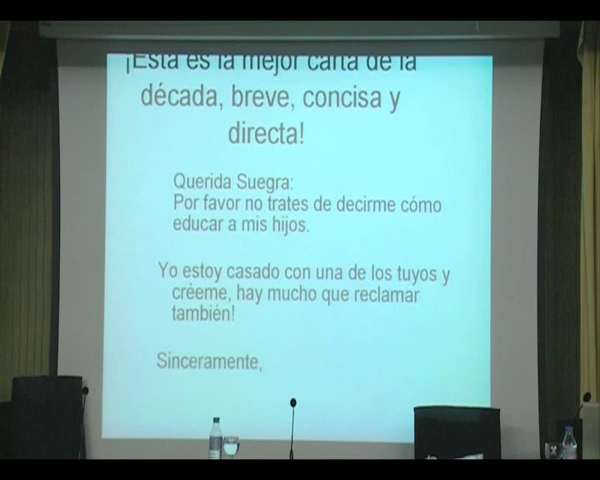 ¡Esta es la mejor carta de la
década, breve, concisa y
directa!
Querida Suegra:
Por favor no trates de decirme cómo
educar a mis hijos.
Yo estoy casado con una de los tuyos y
créeme, hay mucho que reclamar
también!
Sinceramente,